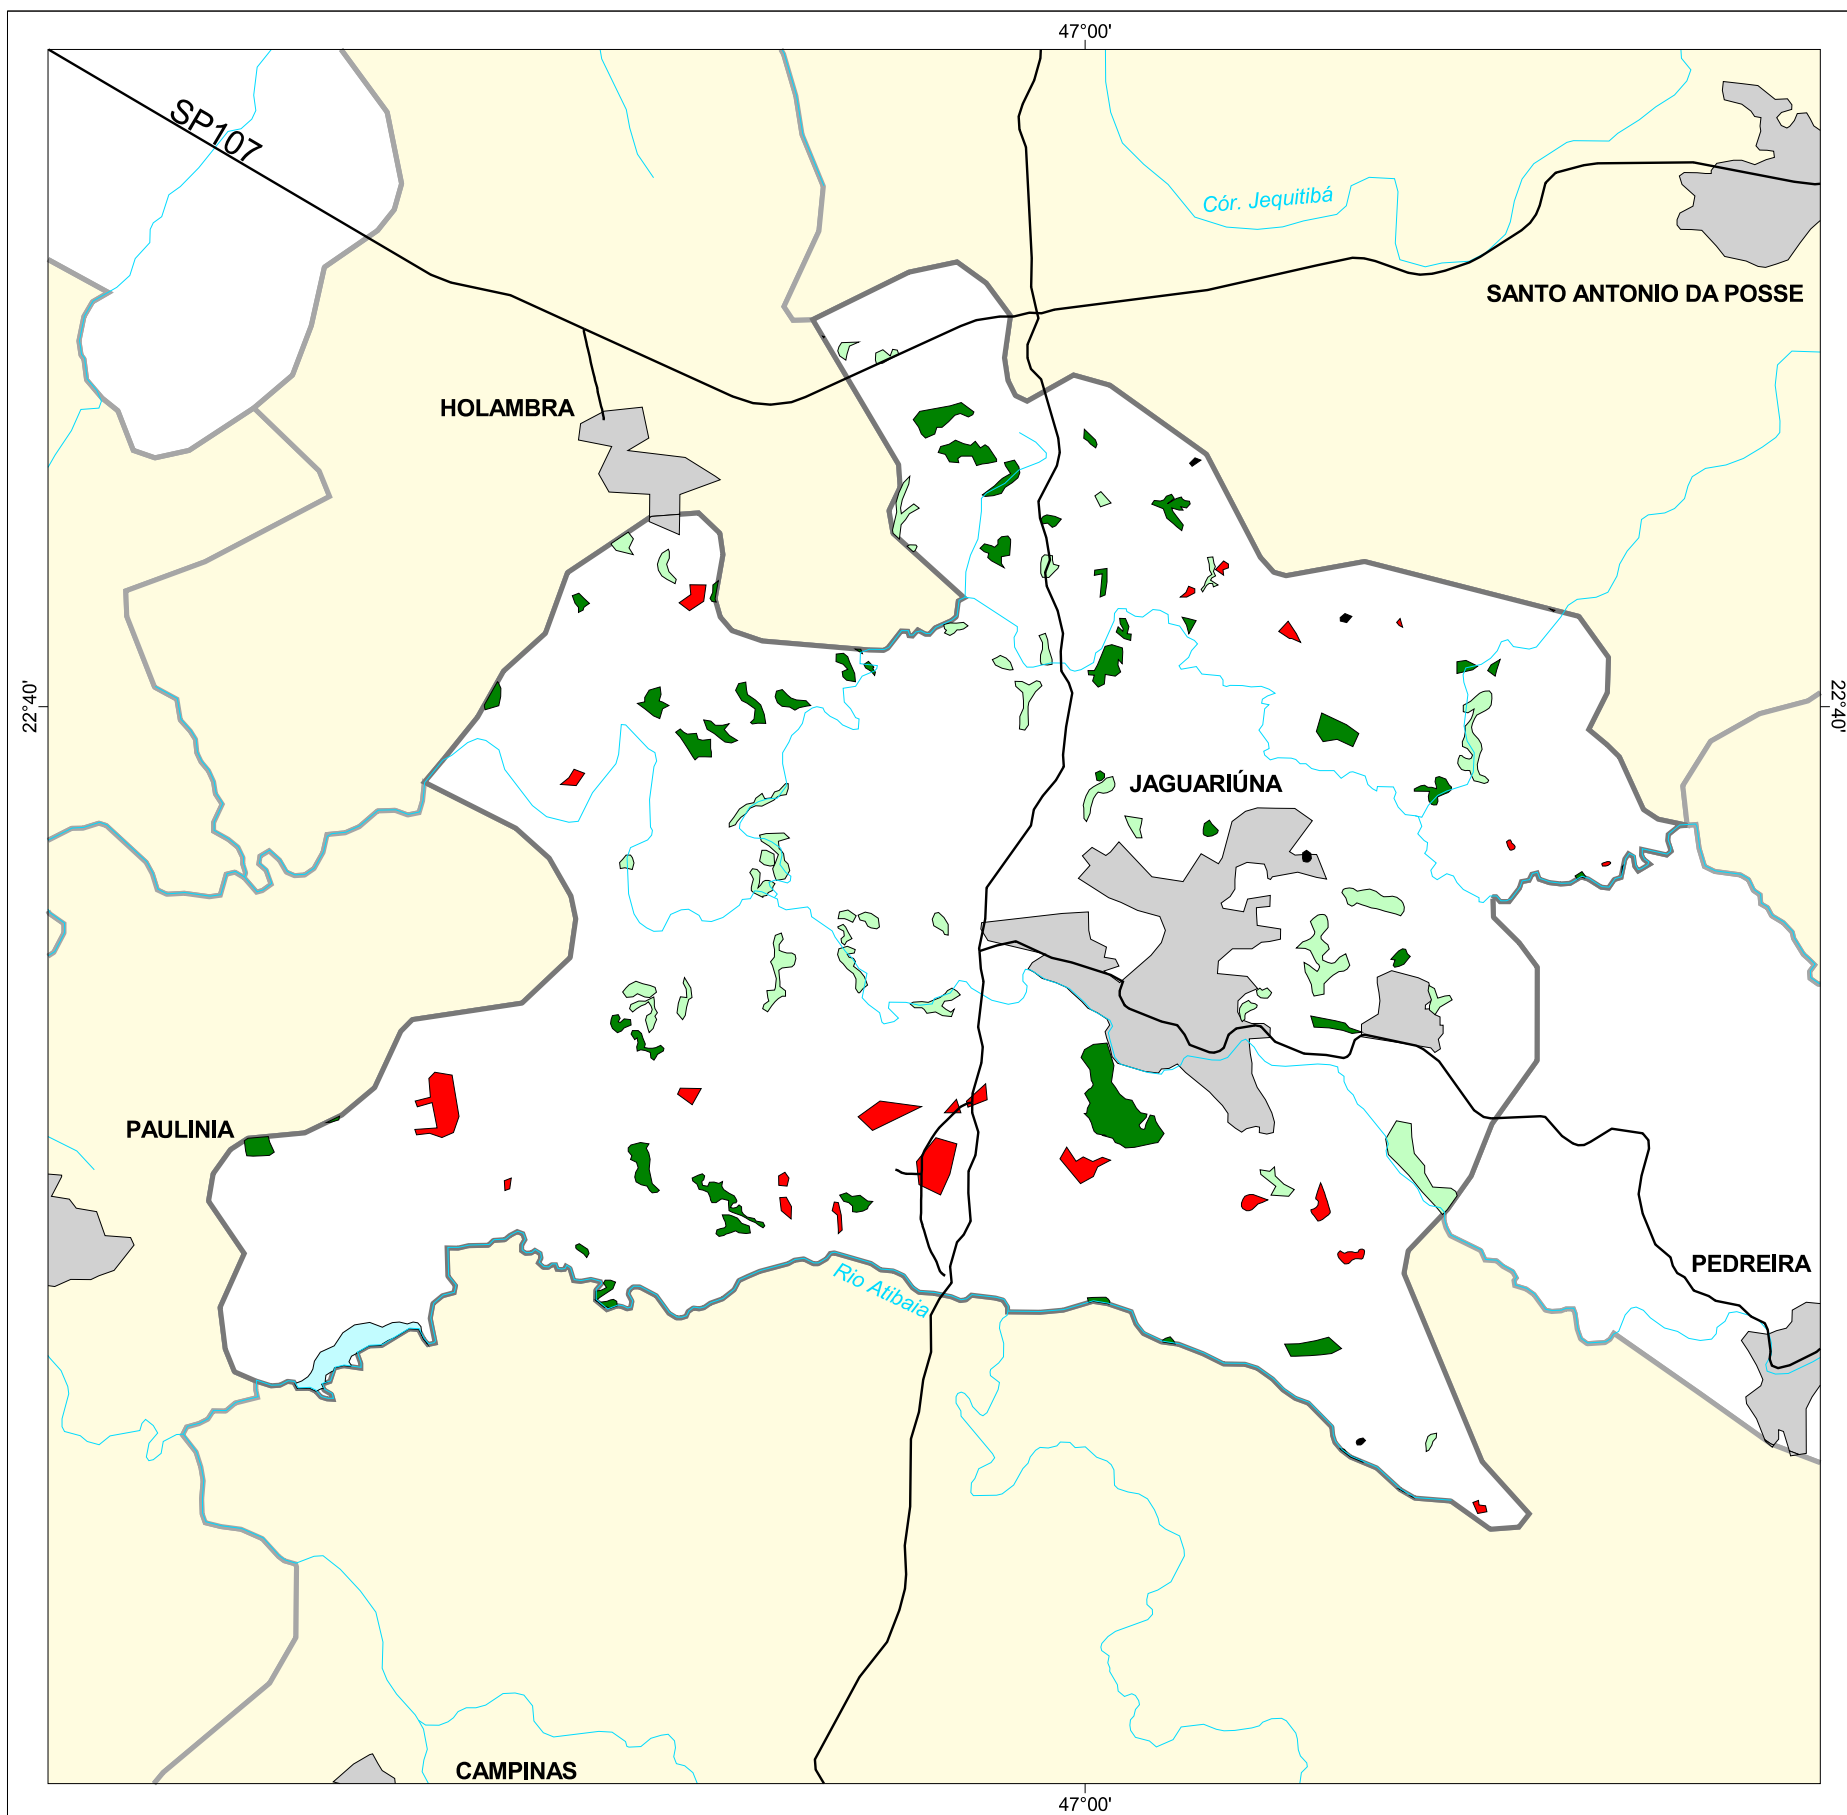 47°00'
SP107
Cór. Jequitibá
SANTO ANTONIO DA POSSE
HOLAMBRA
22°40'
22°40'
JAGUARIÚNA
PAULINIA
PEDREIRA
Rio Atibaia
CAMPINAS
47°00'